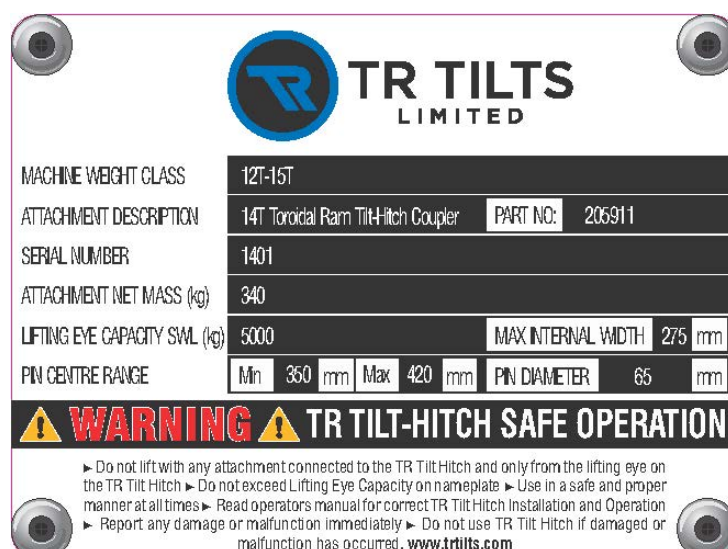 TR TR TILTS
LIMITED
MACHINE WEIGHT CLASS 12T-15T
ATTACHMENT DESCRIPTION 14T Toroidal Ram Tilt-Hitch Coupler PART NO: 205911
SERIAL NUMBER 1401
ATTACHMENT NET MASS (kg) 340
LIFTING EYE CAPACITY SWL (kg) 5000 MAX INTERNAL WIDTH 275 mm
PIN CENTRE RANGE Min 350 mm Max 420 mm PIN DIAMETER 65 mm
WARNING TR TILT-HITCH SAFE OPERATION
► Do not lift with any attachment connected to the TR Tilt Hitch and only from the lifting eye on
the TR Tilt Hitch ► Do not exceed Lifting Eye Capacity on nameplate ► Use in a safe and proper
manner at all times ► Read operators manual for correct TR Tilt Hitch Installation and Operation
► Report any damage or malfunction immediately ► Do not use TR Tilt Hitch if damaged or
malfunction has occurred. www.trtilts.com